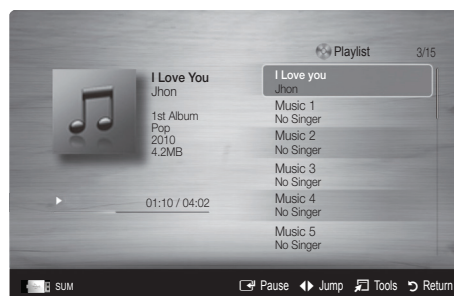 Playlist 3/15
I Love You
Jhon
1st Album
Pop
2010
4.2MB
01:10 / 04:02
I Love you
Jhon
Music 1
No Singer
Music 2
No Singer
Music 3
No Singer
Music 4
No Singer
Music 5
No Singer
SUM Pause Jump Tools Return